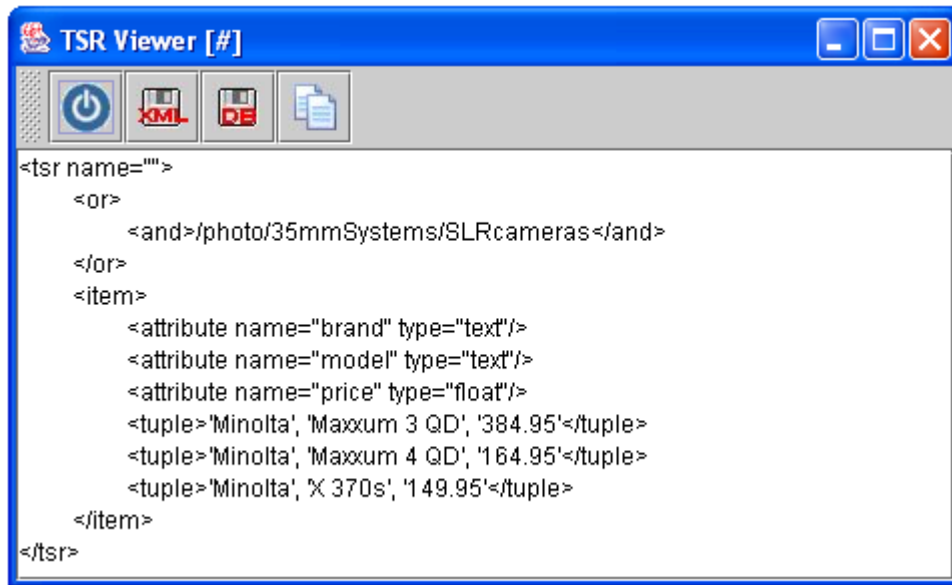 TSR Viewer [#]
XML DB
<tsr name="">
<or>
<and>/photo/35mmSystems/SLRcameras</and>
</or>
<item>
<attribute name="brand" type="text"/>
<attribute name="model" type="text"/>
<attribute name="price" type="float"/>
<tuple>'Minolta', 'Maxxum 3 QD', '384.95'</tuple>
<tuple>'Minolta', 'Maxxum 4 QD', '164.95'</tuple>
<tuple>'Minolta', 'X 370s', '149.95'</tuple>
</item>
</tsr>